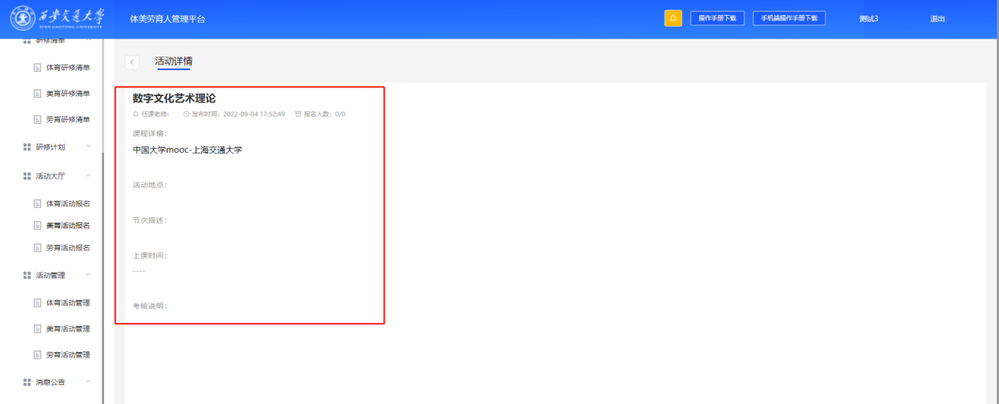 西安交通大学
XI'AN JIAOTONG UNIVERSITY
体美劳育人管理平台
操作手册下载
手机端操作手册下载
测试3
退出
研修清单
体育研修清单
美育研修清单
劳育研修清单
研修计划
活动大厅
体育活动报名
美育活动报名
劳育活动报名
活动管理
体育活动管理
美育活动管理
劳育活动管理
消息公告
活动详情
数字文化艺术理论
任课老师： 发布时间：2022-09-04 17:52:49 报名人数：0/0
课程详情：
中国大学mooc-上海交通大学
活动地点：
节次描述：
上课时间：
----
考核说明：